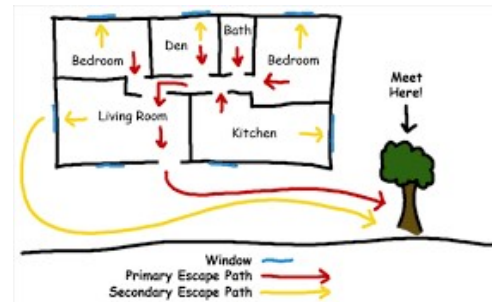 Bath
Den
Bedroom
Bedroom
Meet
Here!
Living Room
Kitchen
Window
Primary Escape Path
Secondary Escape Path